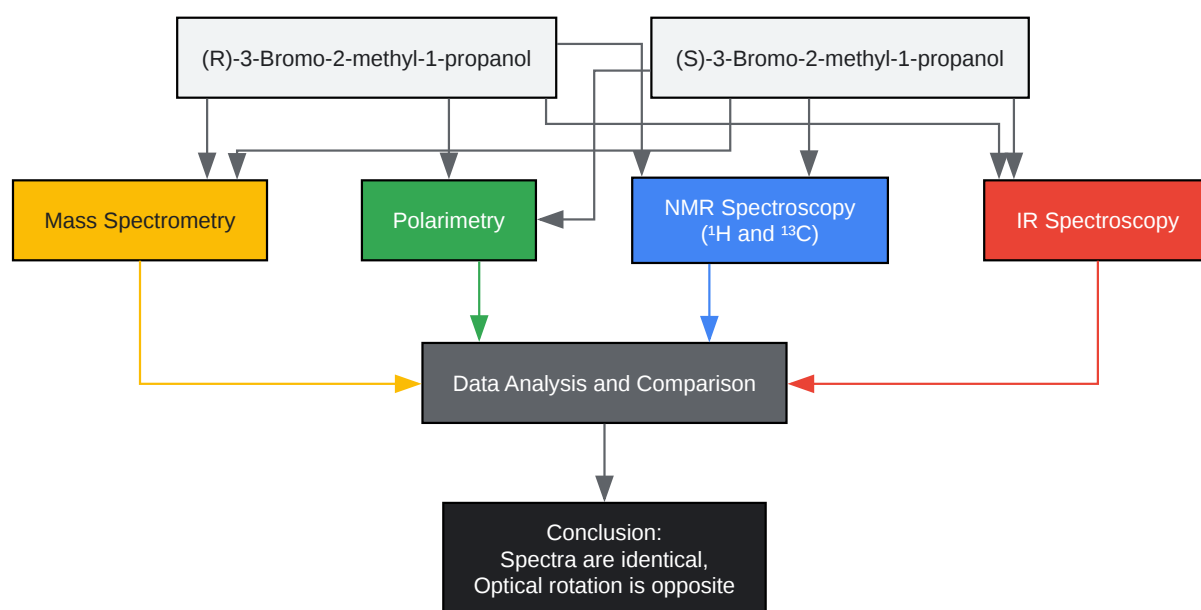 (R)-3-Bromo-2-methyl-1-propanol
(S)-3-Bromo-2-methyl-1-propanol
Mass Spectrometry
Polarimetry
NMR Spectroscopy
(¹H and ¹³C)
IR Spectroscopy
Data Analysis and Comparison
Conclusion:
Spectra are identical,
Optical rotation is opposite